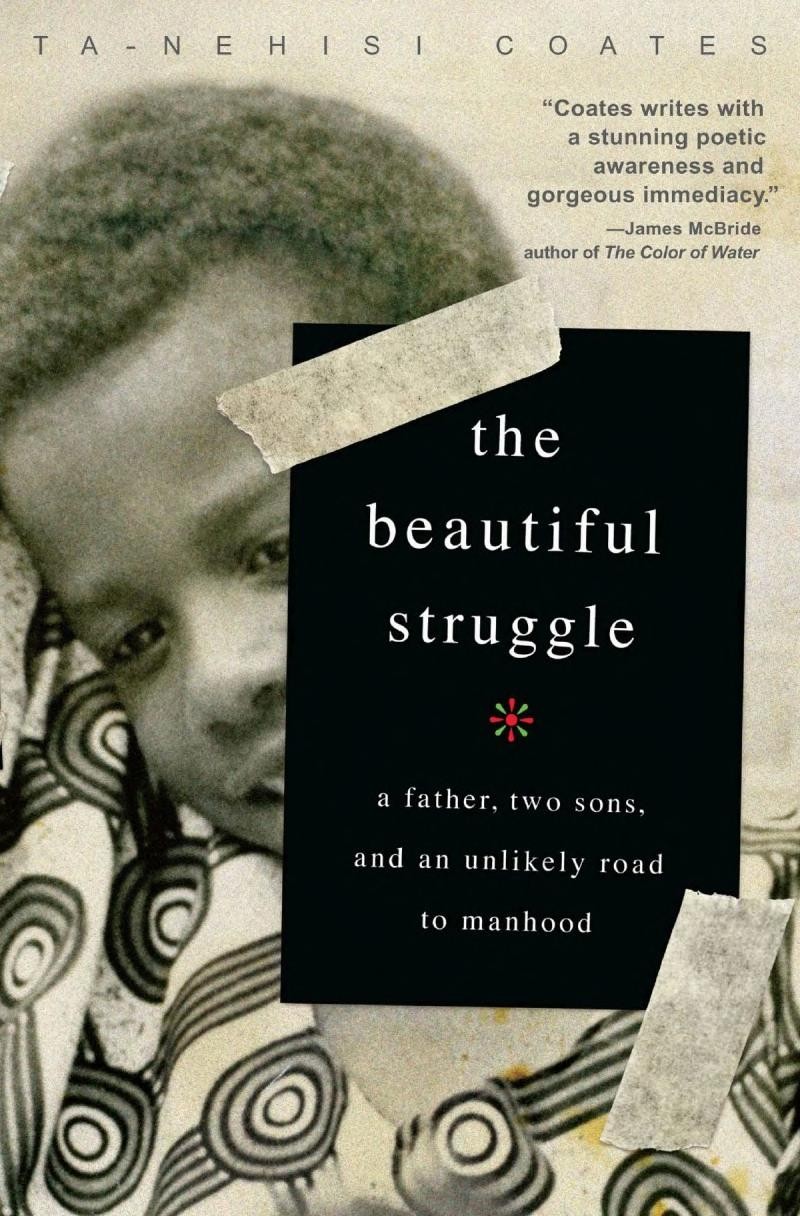 TA-NEHISI COATES
“Coates writes with
a stunning poetic
awareness and
gorgeous immediacy.”
—James McBride
author of The Color of Water
the
beautiful
struggle
a father, two sons,
and an unlikely road
to manhood